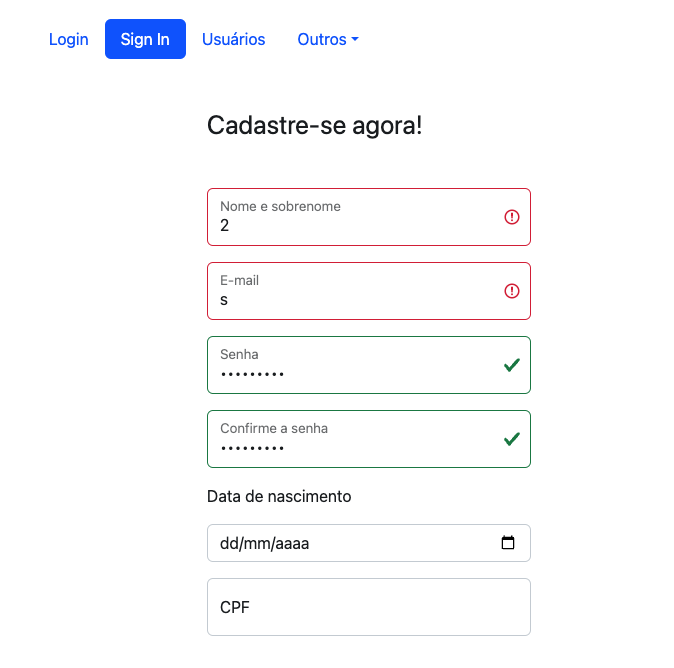 Login Sign In Usuários Outros
Cadastre-se agora!
Nome e sobrenome
2
E-mail
s
Senha
•••••••••
Confirme a senha
•••••••••
Data de nascimento
dd/mm/aaaa
CPF